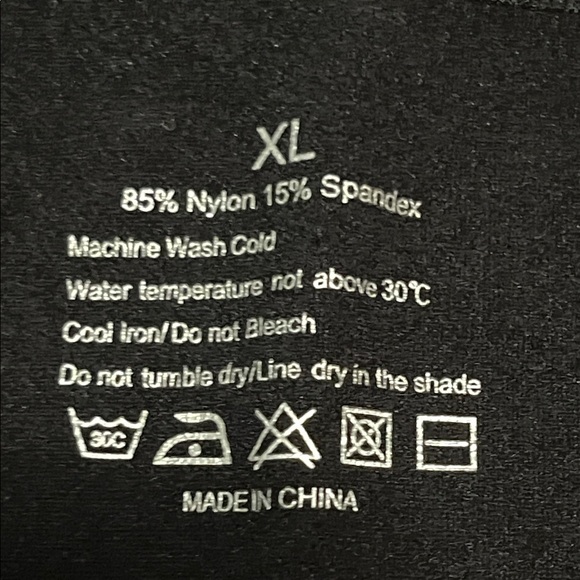 XL
85% Nylon 15% Spandex
Machine Wash Cold
Water temperature not above 30℃
Cool Iron/Do not Bleach
Do not tumble dry/Line dry in the shade
30C
MADE IN CHINA